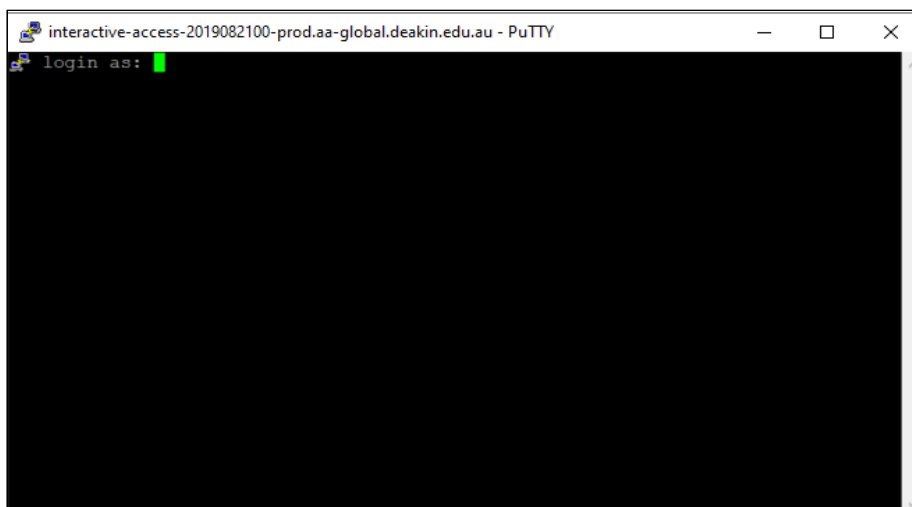 interactive-access-2019082100-prod.aa-global.deakin.edu.au - PuTTY
login as: